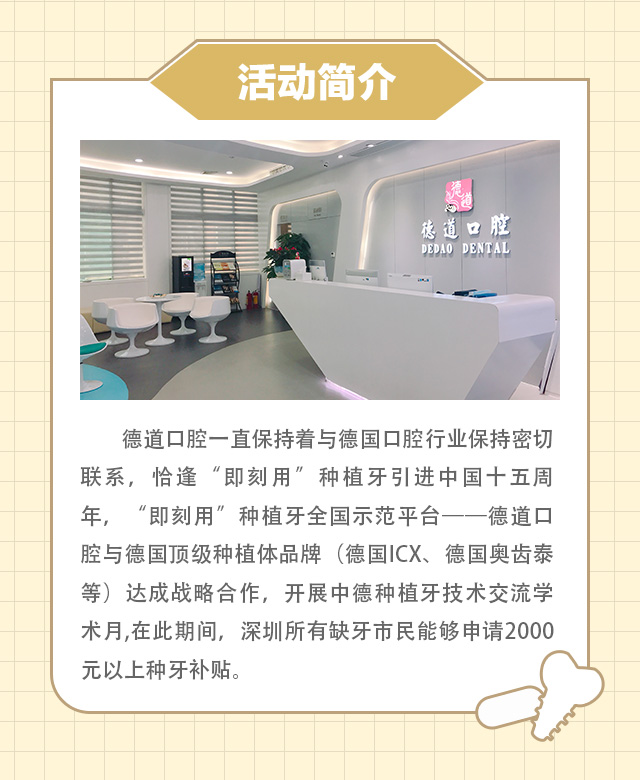 活动简介
德道
德道口腔
DEDAO DENTAL
德道口腔一直保持着与德国口腔行业保持密切
联系，恰逢“即刻用”种植牙引进中国十五周
年，“即刻用”种植牙全国示范平台——德道口
腔与德国顶级种植体品牌（德国ICX、德国奥齿泰
等）达成战略合作，开展中德种植牙技术交流学
术月,在此期间，深圳所有缺牙市民能够申请2000
元以上种牙补贴。